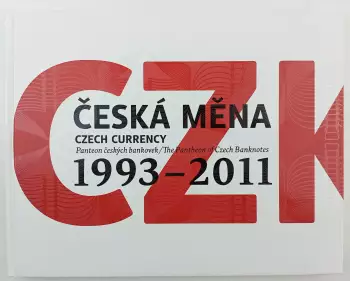 CZK
ČESKÁ MĚNA
CZECH CURRENCY
Panteon českých bankovek/The Pantheon of Czech Banknotes
1993–2011